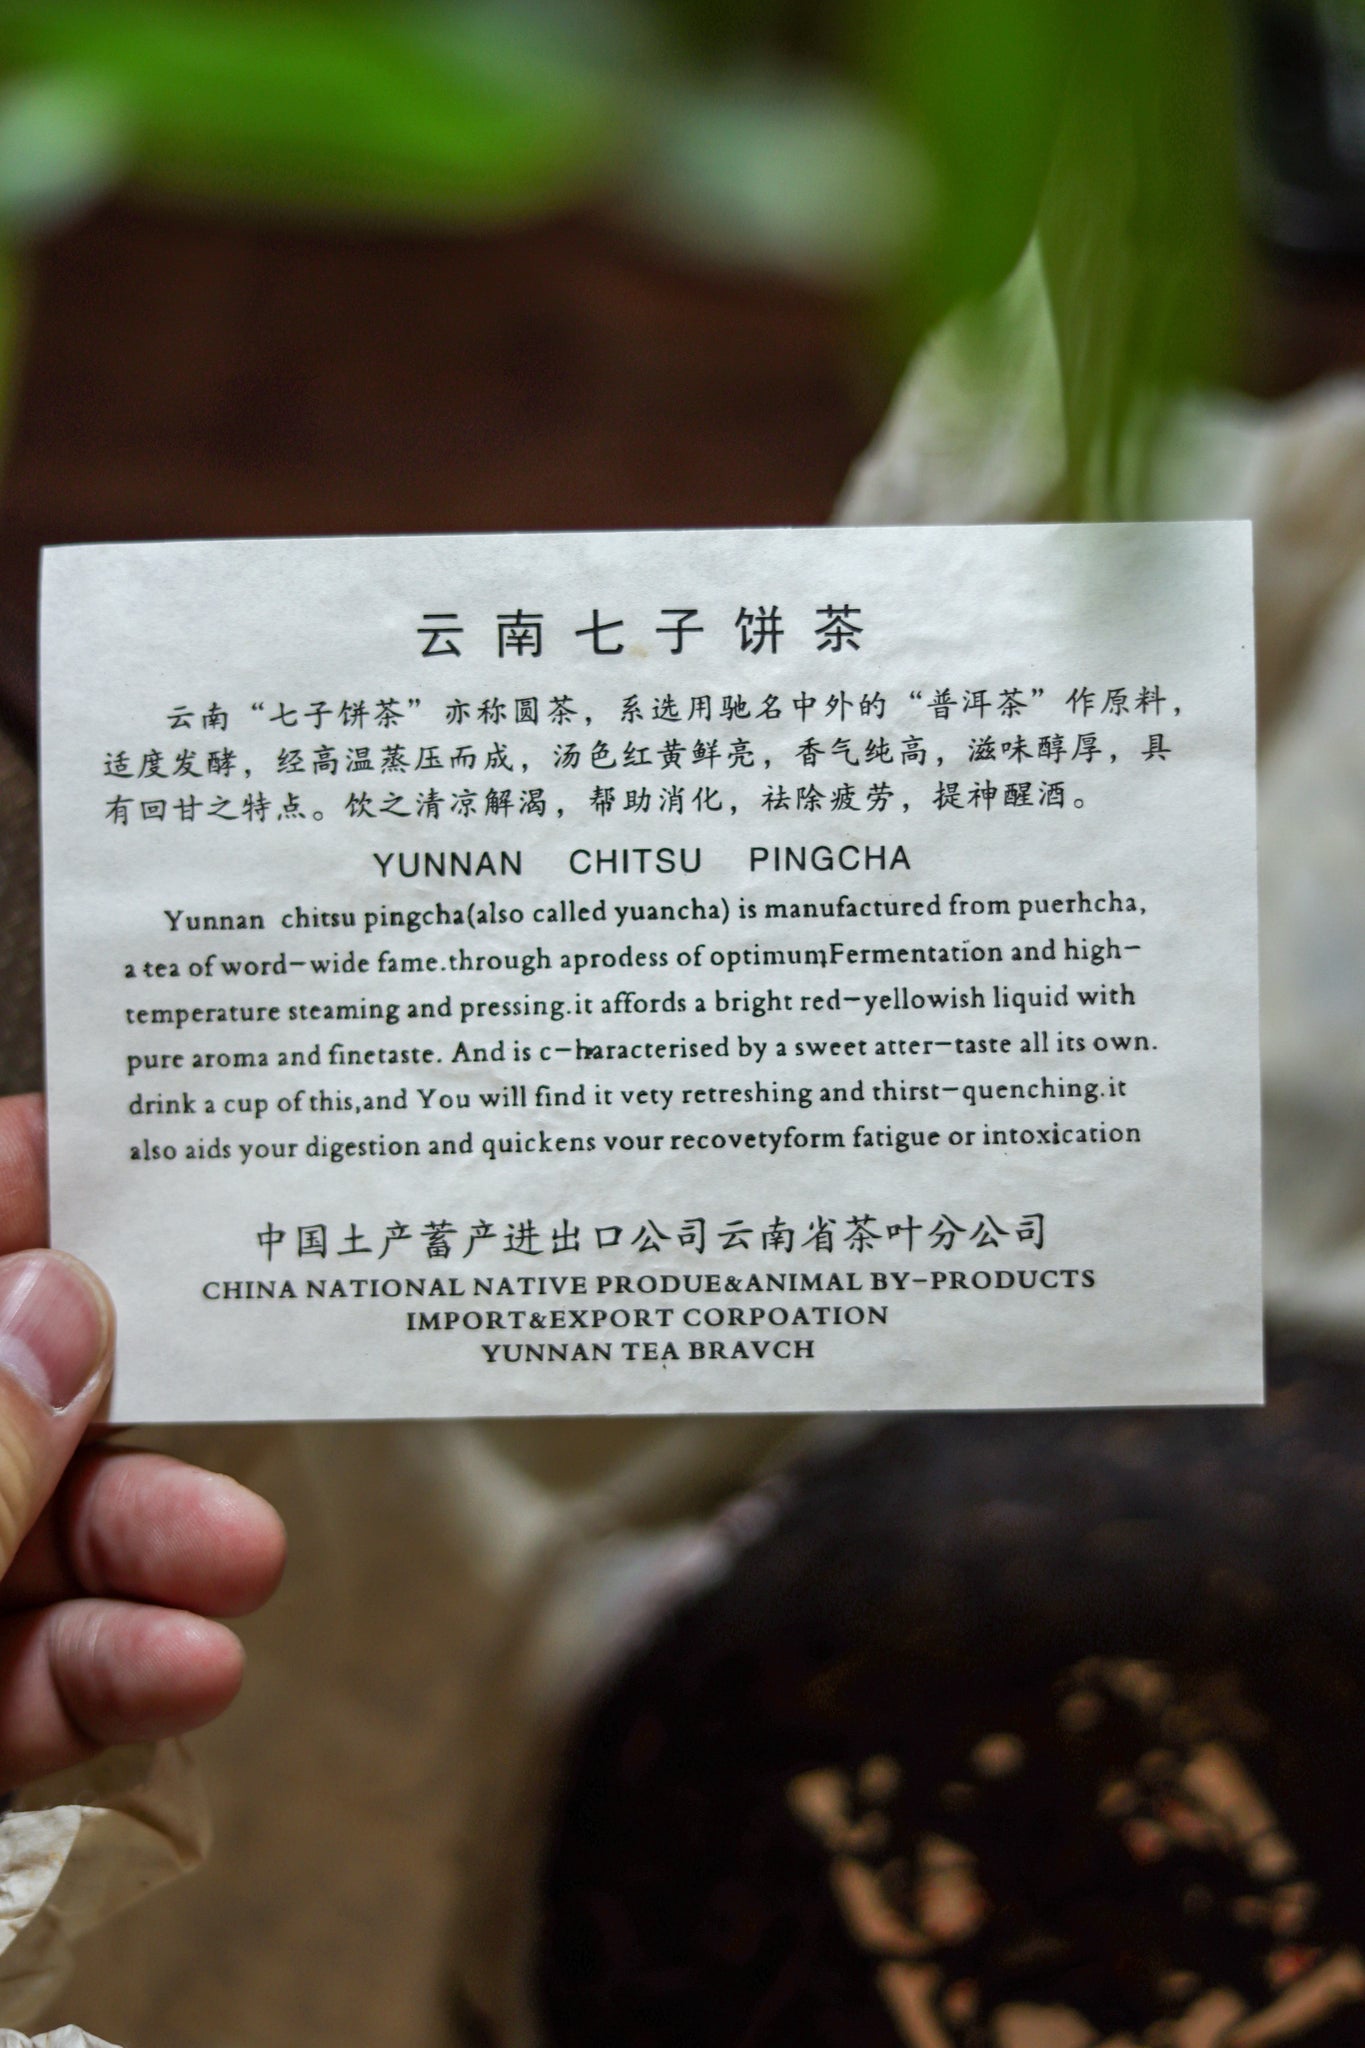 云南七子饼茶
云南“七子饼茶”亦称圆茶，系选用驰名中外的“普洱茶”作原料，
适度发酵，经高温蒸压而成，汤色红黄鲜亮，香气纯高，滋味醇厚，具
有回甘之特点。饮之清凉解渴，帮助消化，祛除疲劳，提神醒酒。
YUNNAN CHITSU PINGCHA
Yunnan chitsu pingcha(also called yuancha) is manufactured from puerhcha,
a tea of word-wide fame.through aprodess of optimum,Fermentation and high-
temperature steaming and pressing.it affords a bright red-yellowish liquid with
pure aroma and finetaste. And is c-haracterised by a sweet atter-taste all its own.
drink a cup of this,and You will find it vety retreshing and thirst-quenching.it
also aids your digestion and quickens vour recovetyform fatigue or intoxication
中国土产蓄产进出口公司云南省茶叶分公司
CHINA NATIONAL NATIVE PRODUE&ANIMAL BY-PRODUCTS
IMPORT&EXPORT CORPOATION
YUNNAN TEA BRAVCH